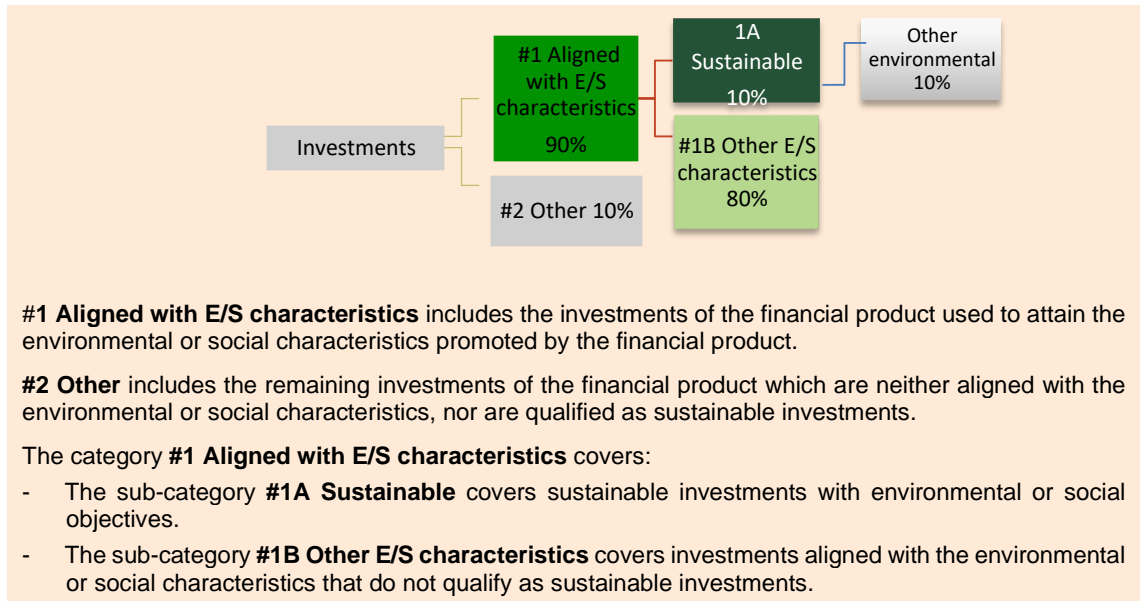 Investments
#1 Aligned
with E/S
characteristics
90%
#2 Other 10%
1A
Sustainable
10%
#1B Other E/S
characteristics
80%
Other
environmental
10%
#1 Aligned with E/S characteristics includes the investments of the financial product used to attain the
environmental or social characteristics promoted by the financial product.
#2 Other includes the remaining investments of the financial product which are neither aligned with the
environmental or social characteristics, nor are qualified as sustainable investments.
The category #1 Aligned with E/S characteristics covers:
- The sub-category #1A Sustainable covers sustainable investments with environmental or social
objectives.
- The sub-category #1B Other E/S characteristics covers investments aligned with the environmental
or social characteristics that do not qualify as sustainable investments.